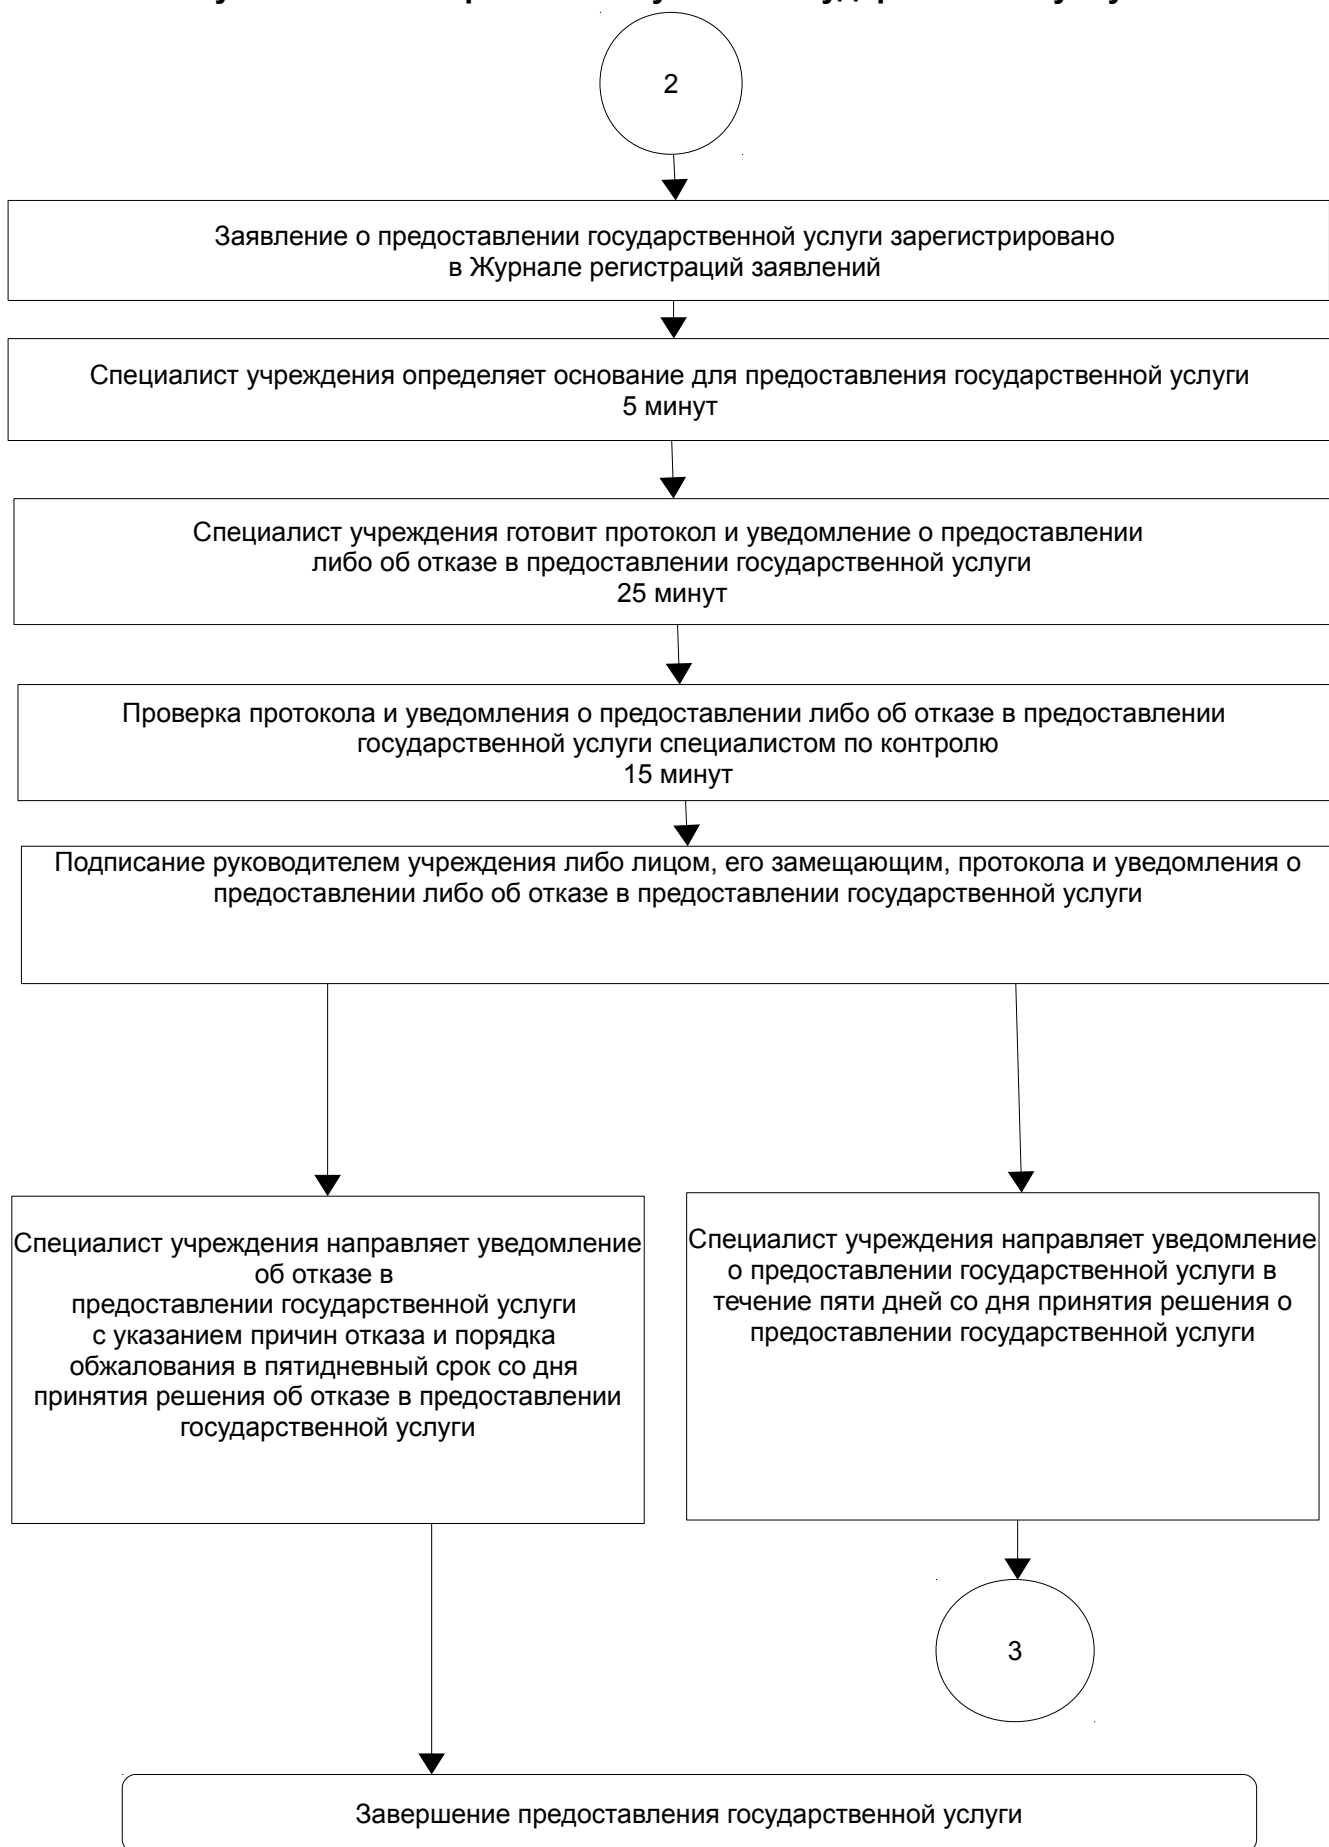 2
Заявление о предоставлении государственной услуги зарегистрировано
в Журнале регистраций заявлений
Специалист учреждения определяет основание для предоставления государственной услуги
5 минут
Специалист учреждения готовит протокол и уведомление о предоставлении
либо об отказе в предоставлении государственной услуги
25 минут
Проверка протокола и уведомления о предоставлении либо об отказе в предоставлении
государственной услуги специалистом по контролю
15 минут
Подписание руководителем учреждения либо лицом, его замещающим, протокола и уведомления о
предоставлении либо об отказе в предоставлении государственной услуги
Специалист учреждения направляет уведомление
об отказе в
предоставлении государственной услуги
с указанием причин отказа и порядка
обжалования в пятидневный срок со дня
принятия решения об отказе в предоставлении
государственной услуги
Специалист учреждения направляет уведомление
о предоставлении государственной услуги в
течение пяти дней со дня принятия решения о
предоставлении государственной услуги
3
Завершение предоставления государственной услуги